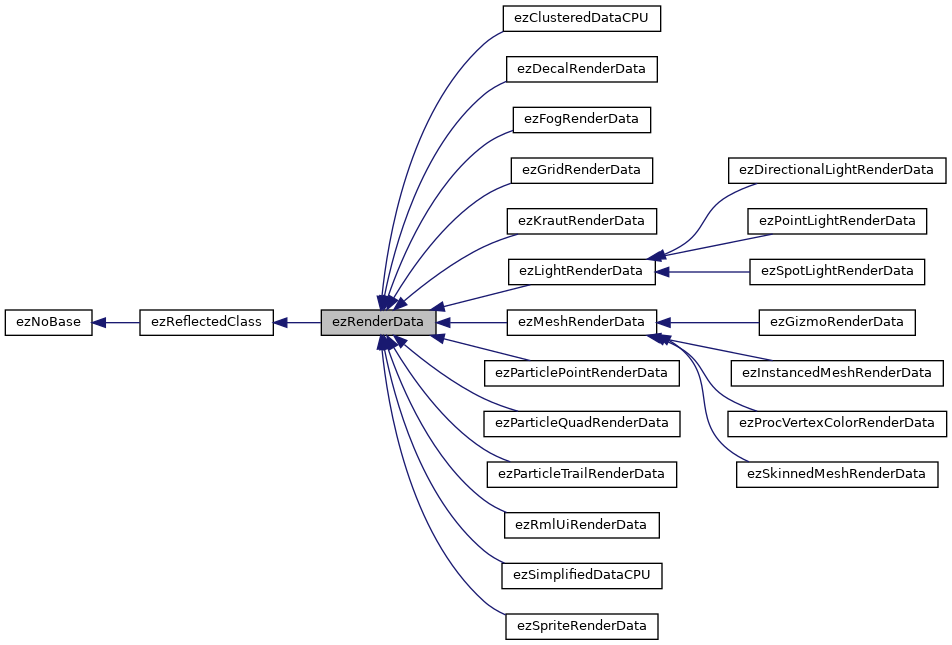 ezClusteredDataCPU
ezDecalRenderData
ezFogRenderData
ezGridRenderData
ezDirectionalLightRenderData
ezKrautRenderData
ezPointLightRenderData
ezLightRenderData
ezSpotLightRenderData
ezNoBase
ezReflectedClass
ezRenderData
ezMeshRenderData
ezGizmoRenderData
ezParticlePointRenderData
ezInstancedMeshRenderData
ezParticleQuadRenderData
ezProcVertexColorRenderData
ezParticleTrailRenderData
ezSkinnedMeshRenderData
ezRmlUiRenderData
ezSimplifiedDataCPU
ezSpriteRenderData